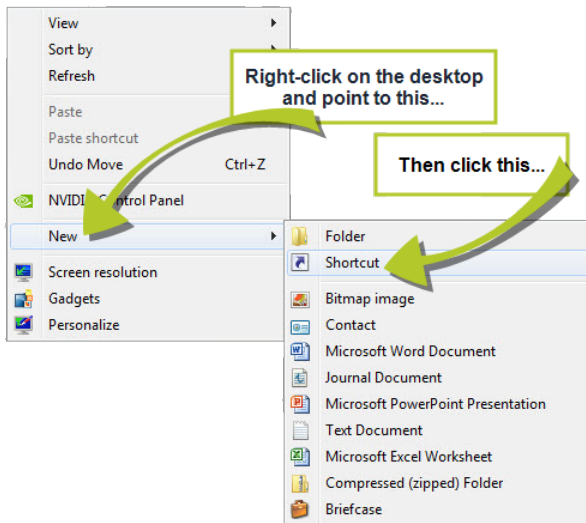 View
Sort by
Refresh
Right-click on the desktop
and point to this...
Paste
Paste shortcut
Undo Move Ctrl+Z
Then click this...
Control Panel
New
Folder
Shortcut
Screen resolution
Gadgets
Personalize
Bitmap image
Contact
Microsoft Word Document
Journal Document
Microsoft PowerPoint Presentation
Text Document
Microsoft Excel Worksheet
Compressed (zipped) Folder
Briefcase